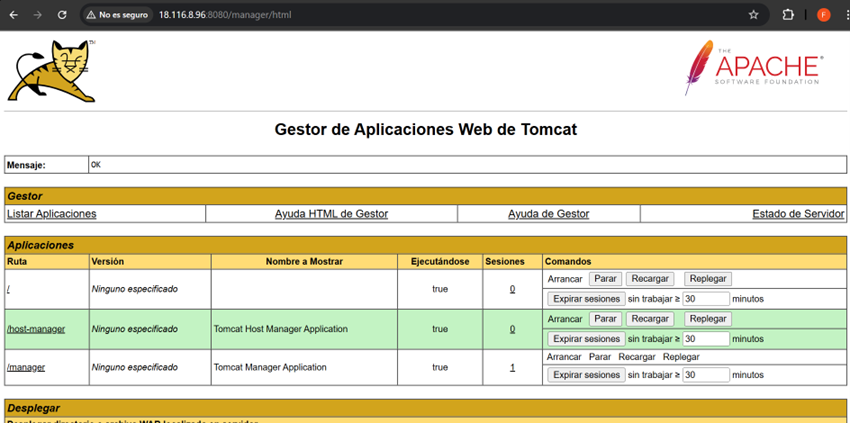 No es seguro 18.116.8.96:8080/manager/html F
TM
THE
APACHE®
SOFTWARE FOUNDATION
Gestor de Aplicaciones Web de Tomcat
Mensaje: OK
Gestor
Listar Aplicaciones Ayuda HTML de Gestor Ayuda de Gestor Estado de Servidor
Aplicaciones
Ruta Versión Nombre a Mostrar Ejecutándose Sesiones Comandos
/ Ninguno especificado true 0 Arrancar Parar Recargar Replegar
Expirar sesiones sin trabajar ≥ 30 minutos
/host-manager Ninguno especificado Tomcat Host Manager Application true 0 Arrancar Parar Recargar Replegar
Expirar sesiones sin trabajar ≥ 30 minutos
/manager Ninguno especificado Tomcat Manager Application true 1 Arrancar Parar Recargar Replegar
Expirar sesiones sin trabajar ≥ 30 minutos
Desplegar